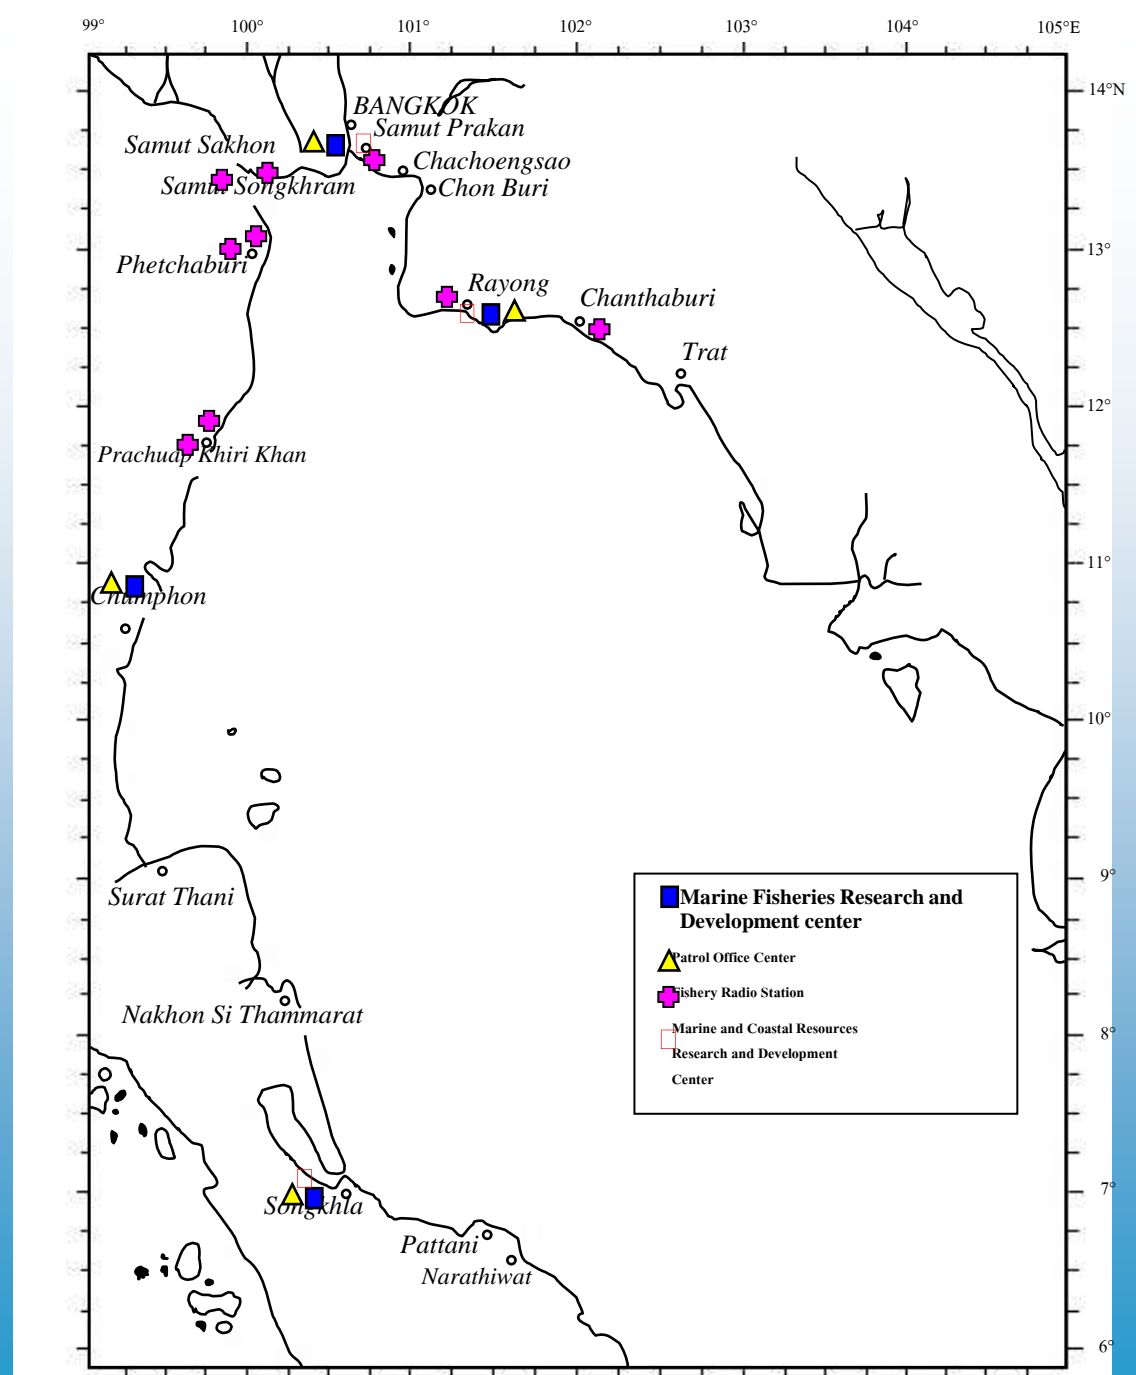 99°
100°
101°
102°
103°
104°
105°E
14°N
BANGKOK
Samut Prakan
Samut Sakhon
Chachoengsao
Samut Songkhram
Chon Buri
13°
Phetchaburi
Rayong
Chanthaburi
Trat
12°
Prachuap Khiri Khan
11°
Chumphon
10°
9°
Surat Thani
Marine Fisheries Research and
Development center
Patrol Office Center
Fishery Radio Station
Marine and Coastal Resources
Research and Development
Center
Nakhon Si Thammarat
8°
7°
Songkhla
Pattani
Narathiwat
6°